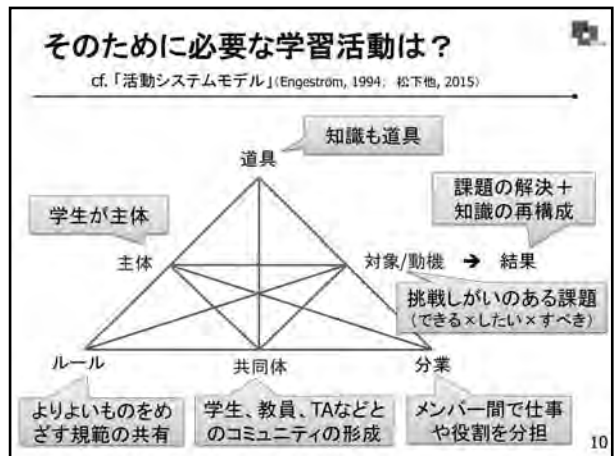 そのために必要な学習活動は？
cf.「活動システムモデル」(Engeström, 1994; 松下他, 2015)
知識も道具
道具
課題の解決＋
知識の再構成
学生が主体
主体
対象/動機 ➔ 結果
挑戦しがいのある課題
(できる×したい×すべき)
ルール
共同体
分業
よりよいものをめ
ざす規範の共有
学生、教員、TAなどと
のコミュニティの形成
メンバー間で仕事
や役割を分担
10